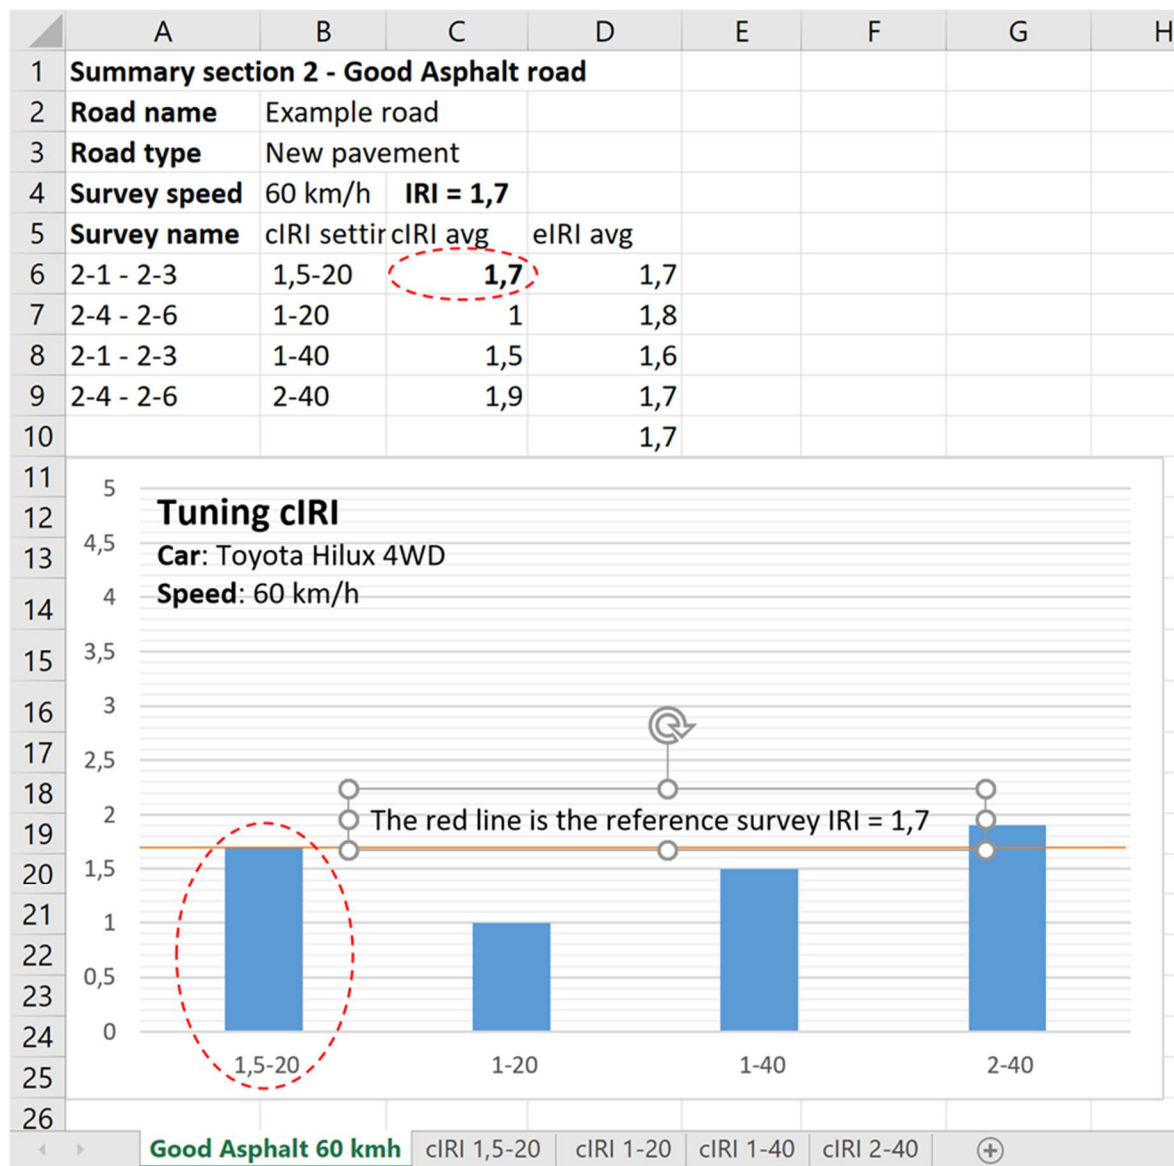 A B C D E F G H
1 Summary section 2 - Good Asphalt road
2 Road name Example road
3 Road type New pavement
4 Survey speed 60 km/h IRI = 1,7
5 Survey name cIRI settir cIRI avg eIRI avg
6 2-1 - 2-3 1,5-20 1,7 1,7
7 2-4 - 2-6 1-20 1 1,8
8 2-1 - 2-3 1-40 1,5 1,6
9 2-4 - 2-6 2-40 1,9 1,7
10 1,7
11
12
13
14
15
16
17
18
19
20
21
22
23
24
25
26
5
Tuning cIRI
4,5
Car: Toyota Hilux 4WD
4
Speed: 60 km/h
3,5
3
2,5
2
The red line is the reference survey IRI = 1,7
1,5
1
0,5
0
1,5-20 1-20 1-40 2-40
Good Asphalt 60 kmh cIRI 1,5-20 cIRI 1-20 cIRI 1-40 cIRI 2-40